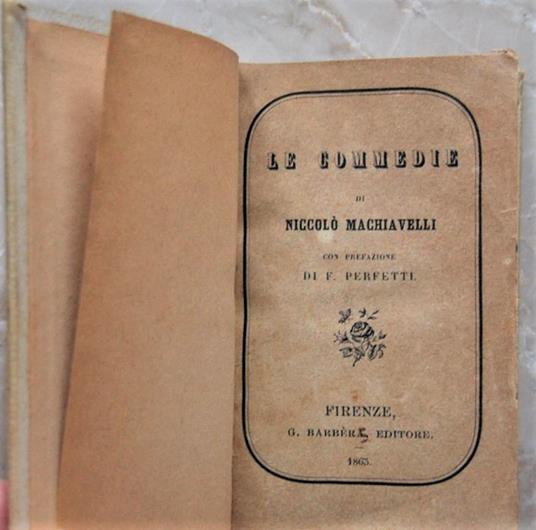 LE COMMEDIE
DI
NICCOLÒ MACHIAVELLI
CON PREFAZIONE
DI F. PERFETTI.
FIRENZE,
G. BARBÈRA, EDITORE.
1863.